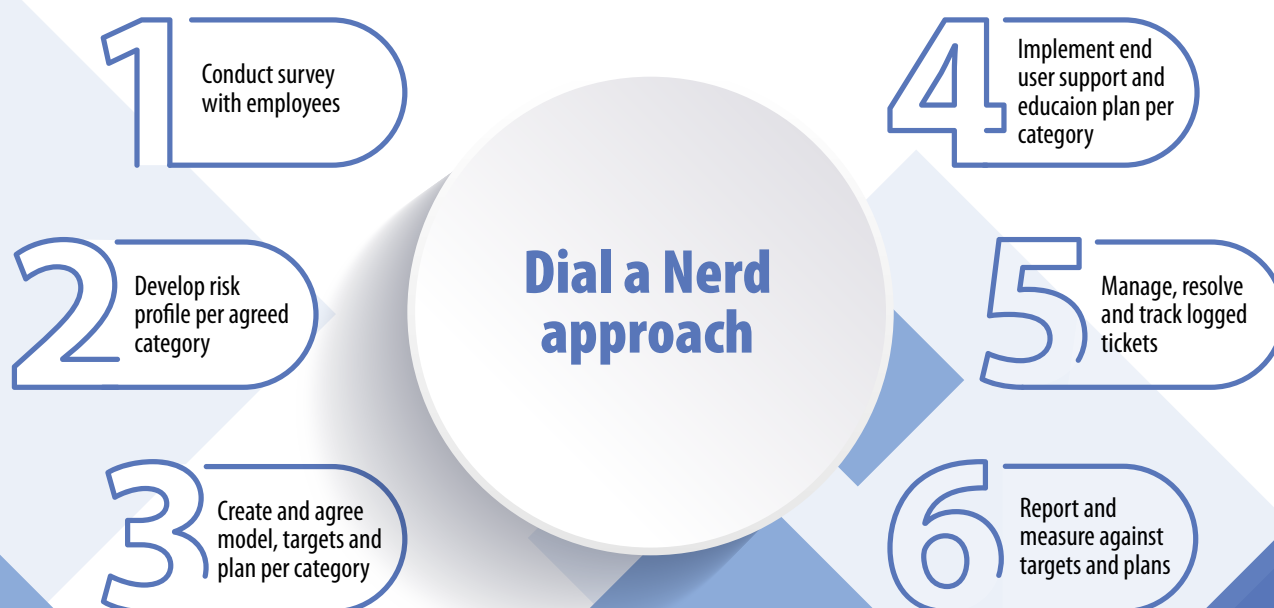 1
Conduct survey
with employees
2
Develop risk
profile per agreed
category
3
Create and agree
model, targets and
plan per category
Dial a Nerd
approach
4
Implement end
user support and
educaion plan per
category
5
Manage, resolve
and track logged
tickets
6
Report and
measure against
targets and plans